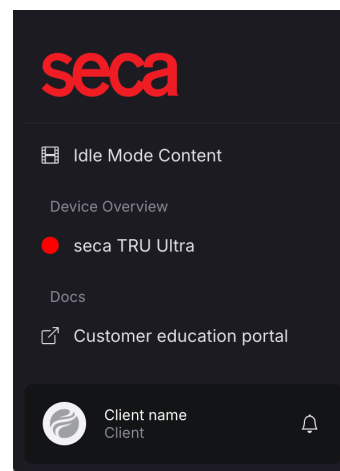 seca
Idle Mode Content
Device Overview
seca TRU Ultra
Docs
Customer education portal
Client name
Client